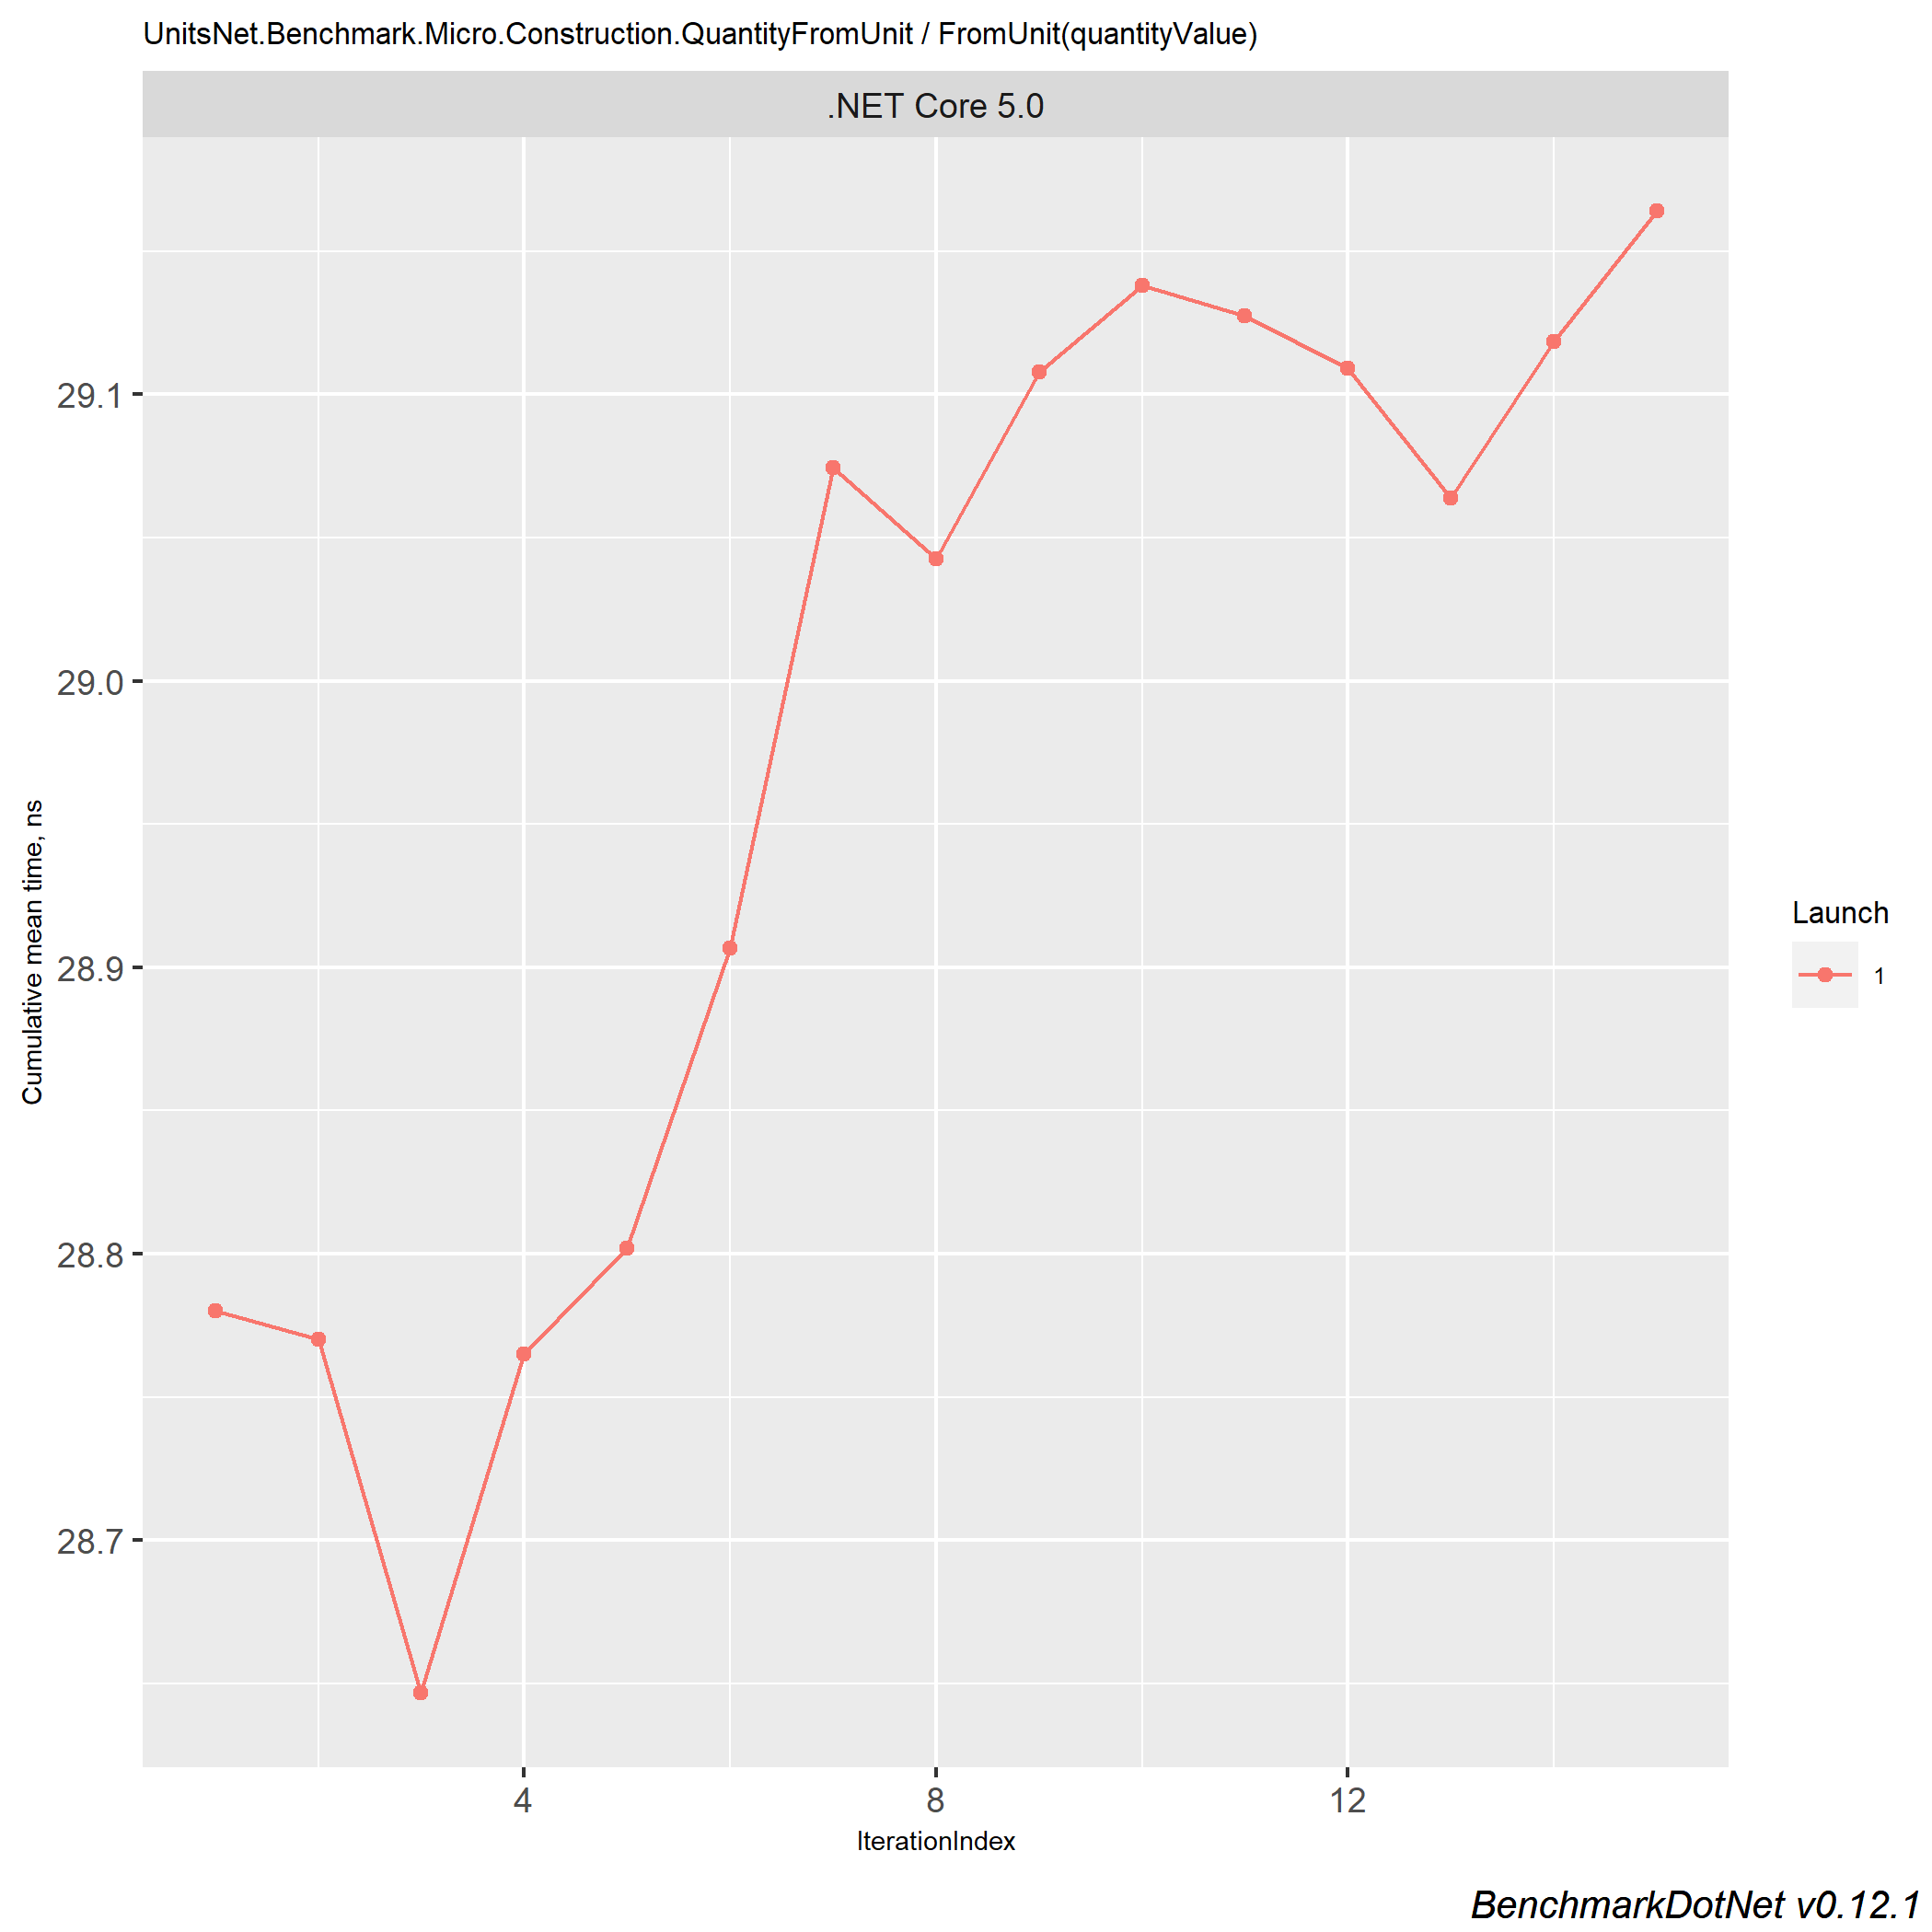 UnitsNet.Benchmark.Micro.Construction.QuantityFromUnit / FromUnit(quantityValue)
.NET Core 5.0
29.1
29.0
28.9
28.8
28.7
Cumulative mean time, ns
4
8
12
IterationIndex
Launch
1
BenchmarkDotNet v0.12.1